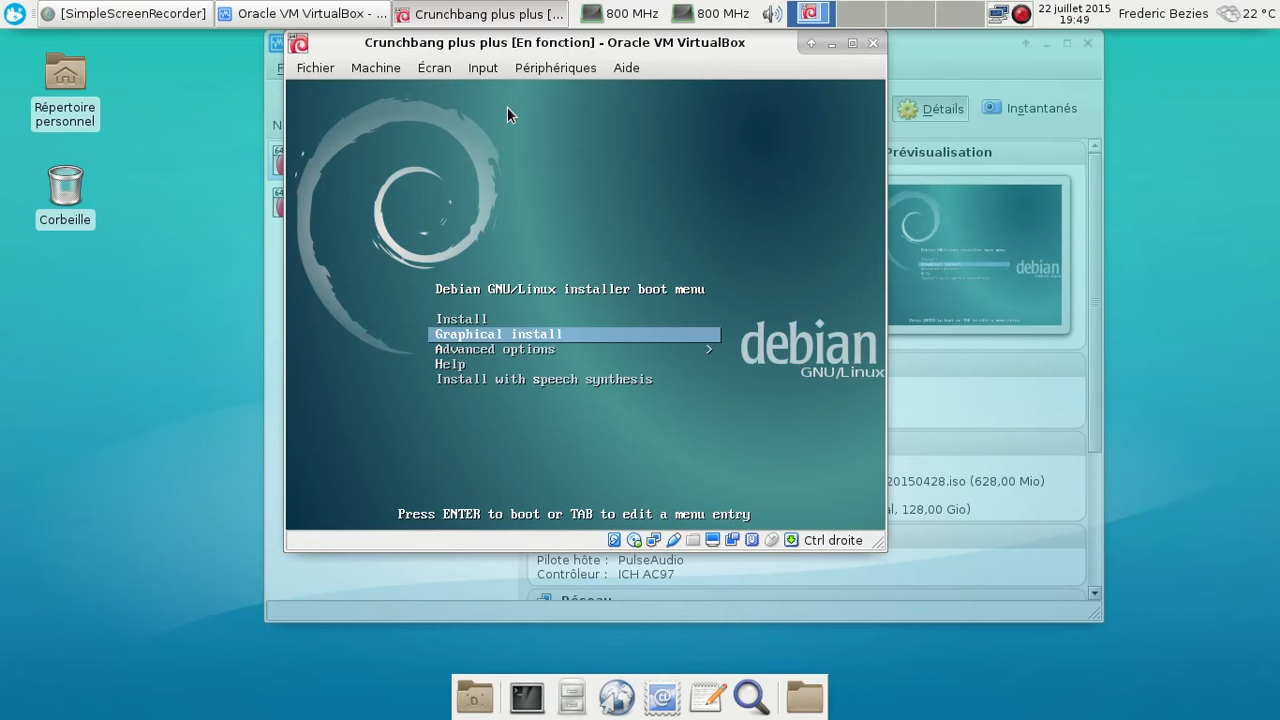 [SimpleScreenRecorder]
Oracle VM VirtualBox - ...
Crunchbang plus plus [...
800 MHz
800 MHz
22 juillet 2015
19:49
Frederic Bezies
22 °C
Répertoire
personnel
Corbeille
Crunchbang plus plus [En fonction] - Oracle VM VirtualBox
Fichier
Machine
Écran
Input
Périphériques
Aide
Détails
Instantanés
Prévisualisation
Debian GNU/Linux installer boot menu
Install
Graphical install
Advanced options >
Help
Install with speech synthesis
debian
GNU/Linux
Press ENTER to boot or TAB to edit a menu entry
Ctrl droite
20150428.iso (628,00 Mio)
128,00 Gio)
Pilote hôte : PulseAudio
Contrôleur : ICH AC97
Réseau
debian
GNU/Linux